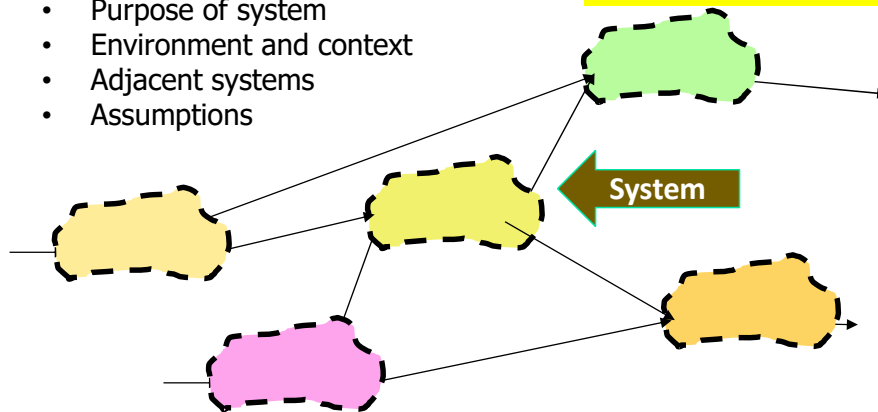 • Purpose of system
• Environment and context
• Adjacent systems
• Assumptions
System